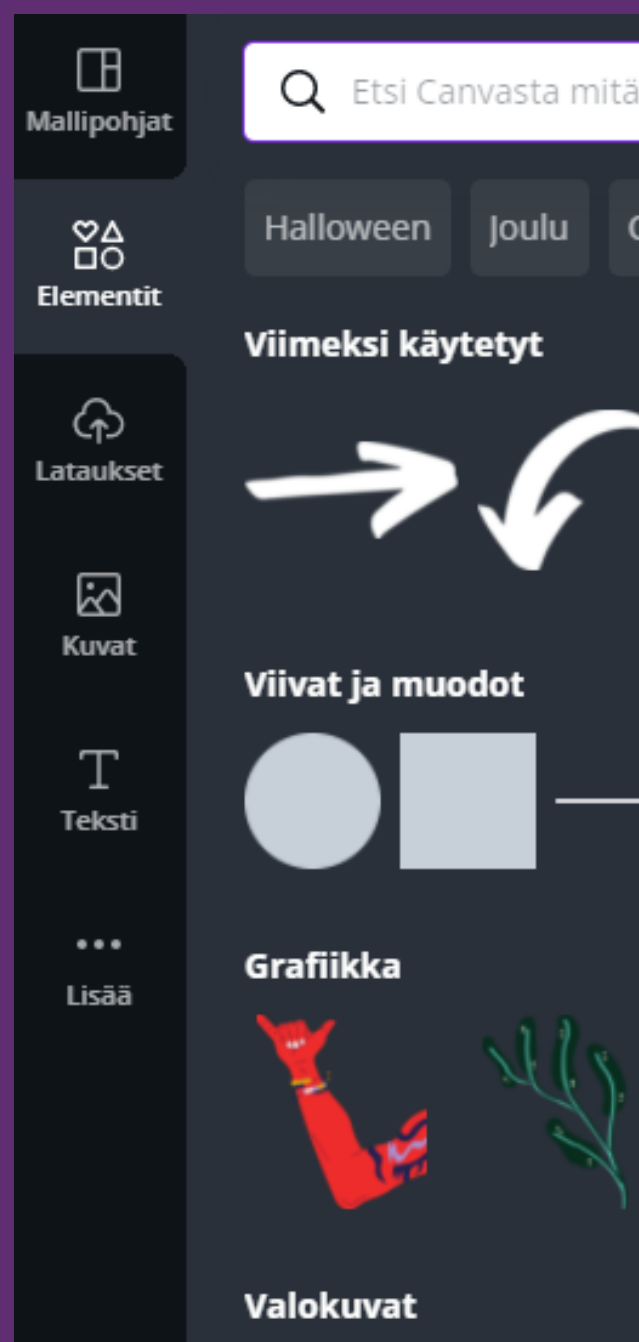 Mallipohjat
Elementit
Lataukset
Kuvat
Teksti
Lisää
Etsi Canvasta mitä
Halloween Joulu
Viimeksi käytetyt
Viivat ja muodot
Grafiikka
Valokuvat